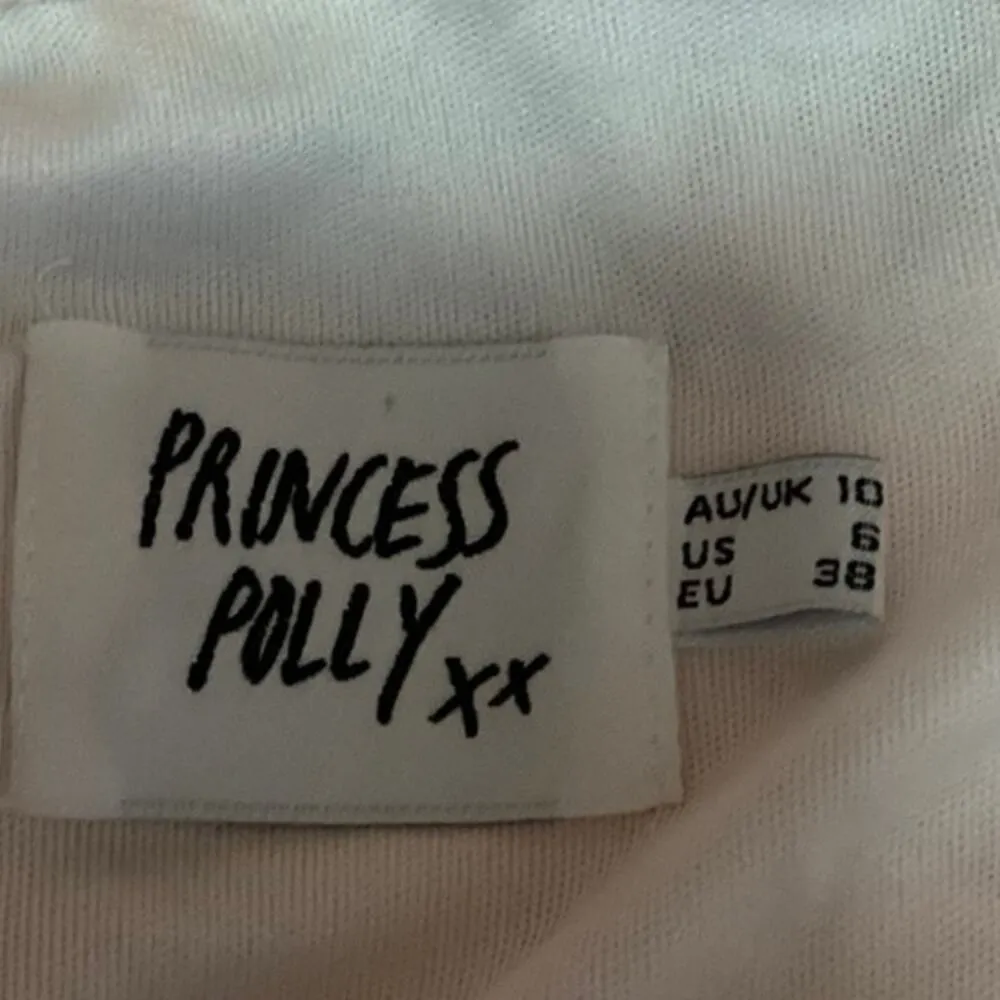 PRINCESS
POLLY xx
AU/UK 10
US 6
EU 38